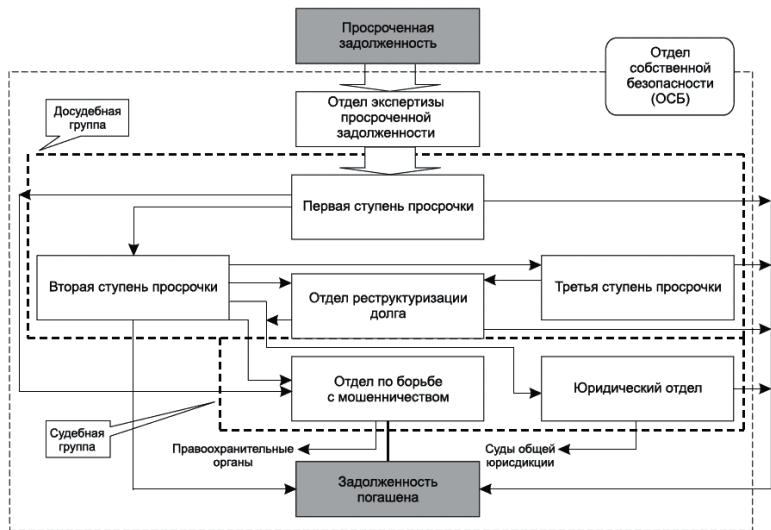 Просроченная
задолженность
Отдел
собственной
безопасности
(ОСБ)
Досудебная
группа
Отдел экспертизы
просроченной
задолженности
Первая ступень просрочки
Вторая ступень просрочки
Отдел реструктуризации
долга
Третья ступень просрочки
Отдел по борьбе
с мошенничеством
Юридический отдел
Судебная
группа
Правоохранительные
органы
Суды общей
юрисдикции
Задолженность
погашена